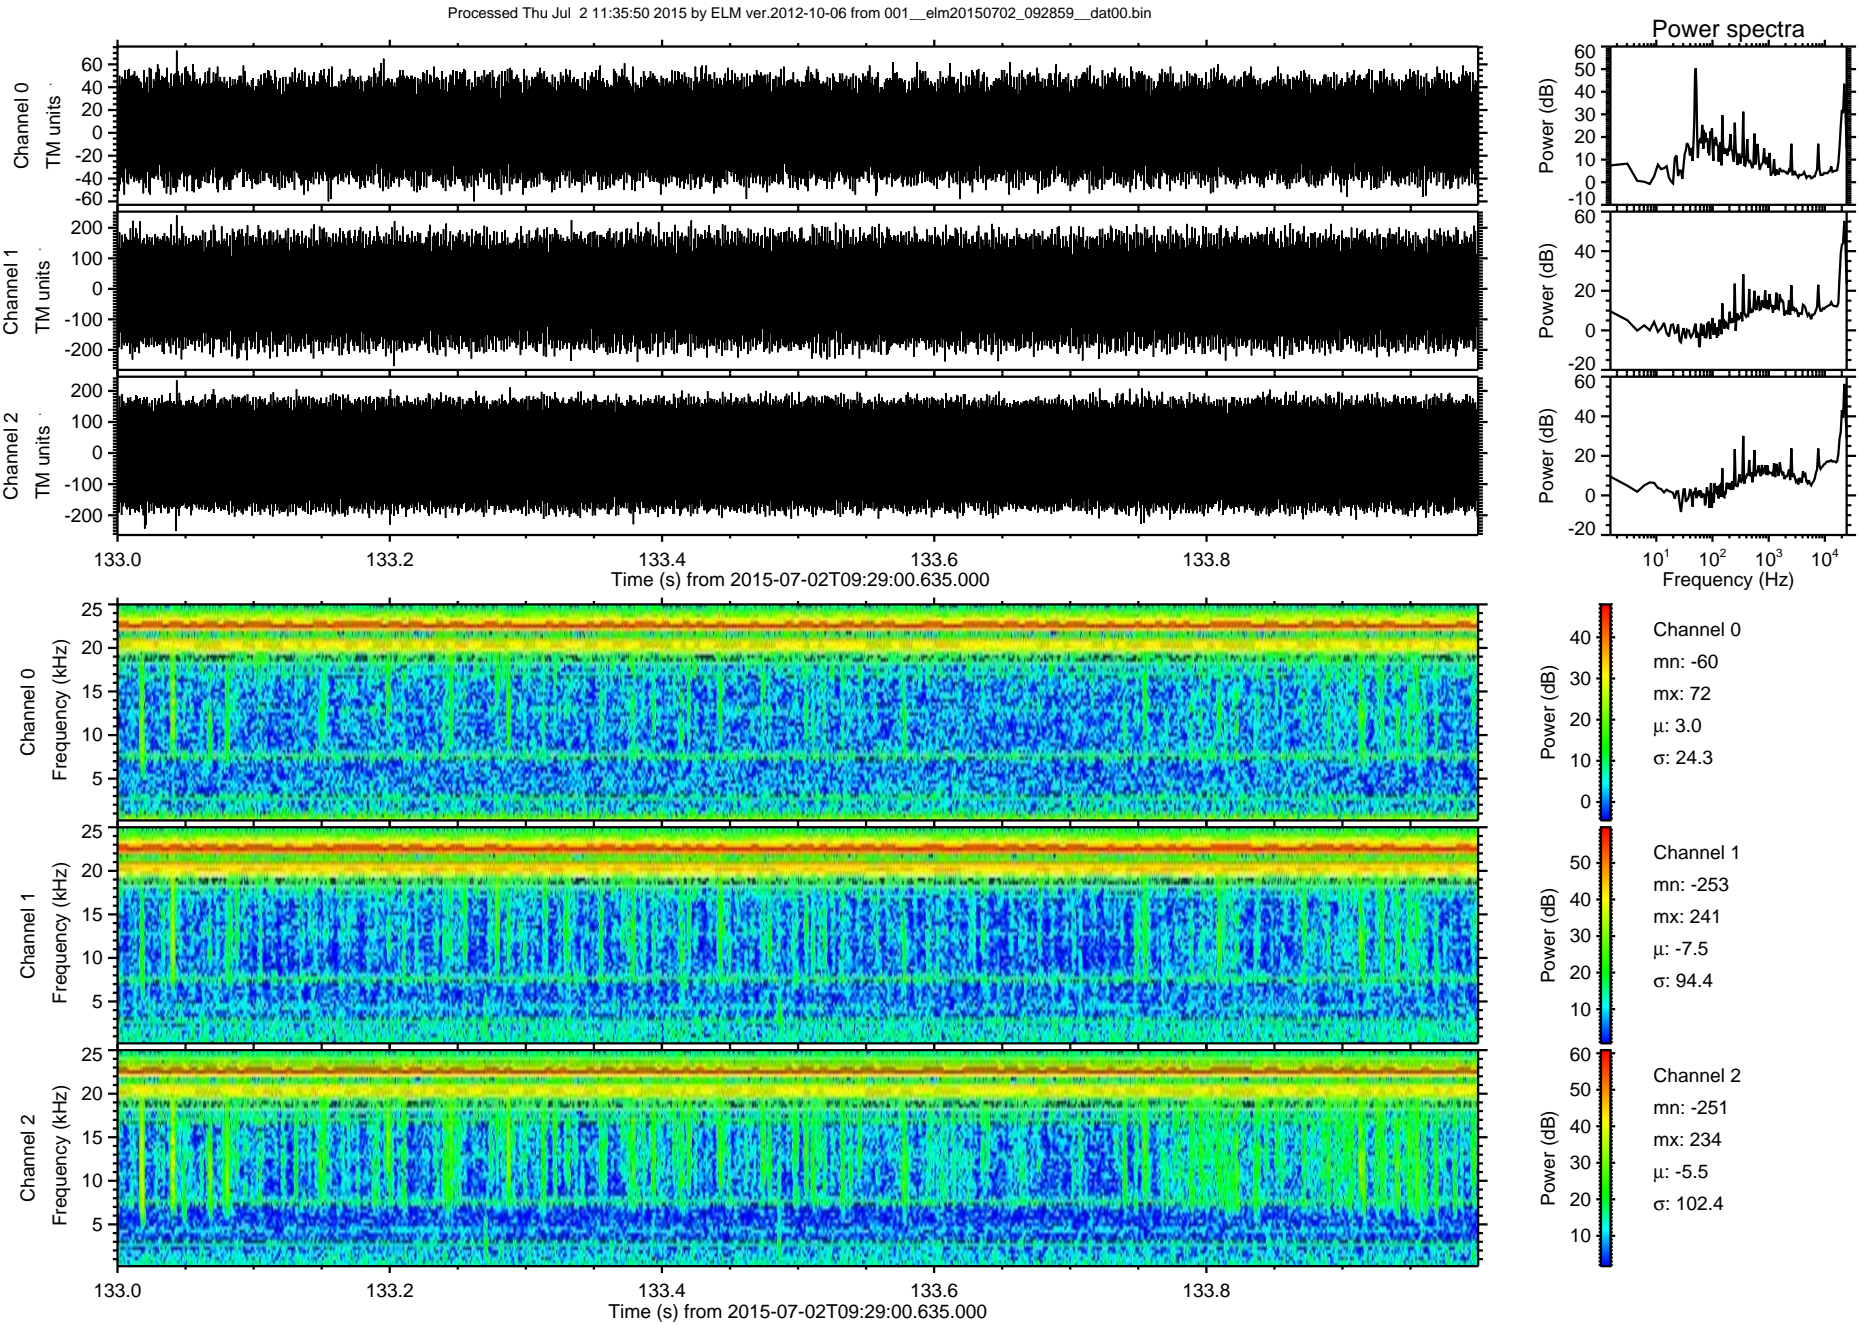 Processed Thu Jul  2 11:35:50 2015 by ELM ver.2012-10-06 from 001__elm20150702_092859__dat00.bin
Power spectra
Channel 0
TM units
60
40
20
0
-20
-40
-60
Power (dB)
60
50
40
30
20
10
0
-10
Channel 1
TM units
200
100
0
-100
-200
Power (dB)
60
40
20
0
-20
Channel 2
TM units
200
100
0
-100
-200
Power (dB)
60
40
20
0
-20
133.0 133.2 133.4 133.6 133.8
Time (s) from 2015-07-02T09:29:00.635.000
10¹ 10² 10³ 10⁴
Frequency (Hz)
Channel 0
Frequency (kHz)
25
20
15
10
5
Power (dB)
40
30
20
10
0
Channel 0
mn: -60
mx: 72
μ: 3.0
σ: 24.3
Channel 1
Frequency (kHz)
25
20
15
10
5
Power (dB)
50
40
30
20
10
Channel 1
mn: -253
mx: 241
μ: -7.5
σ: 94.4
Channel 2
Frequency (kHz)
25
20
15
10
5
Power (dB)
60
50
40
30
20
10
Channel 2
mn: -251
mx: 234
μ: -5.5
σ: 102.4
133.0 133.2 133.4 133.6 133.8
Time (s) from 2015-07-02T09:29:00.635.000